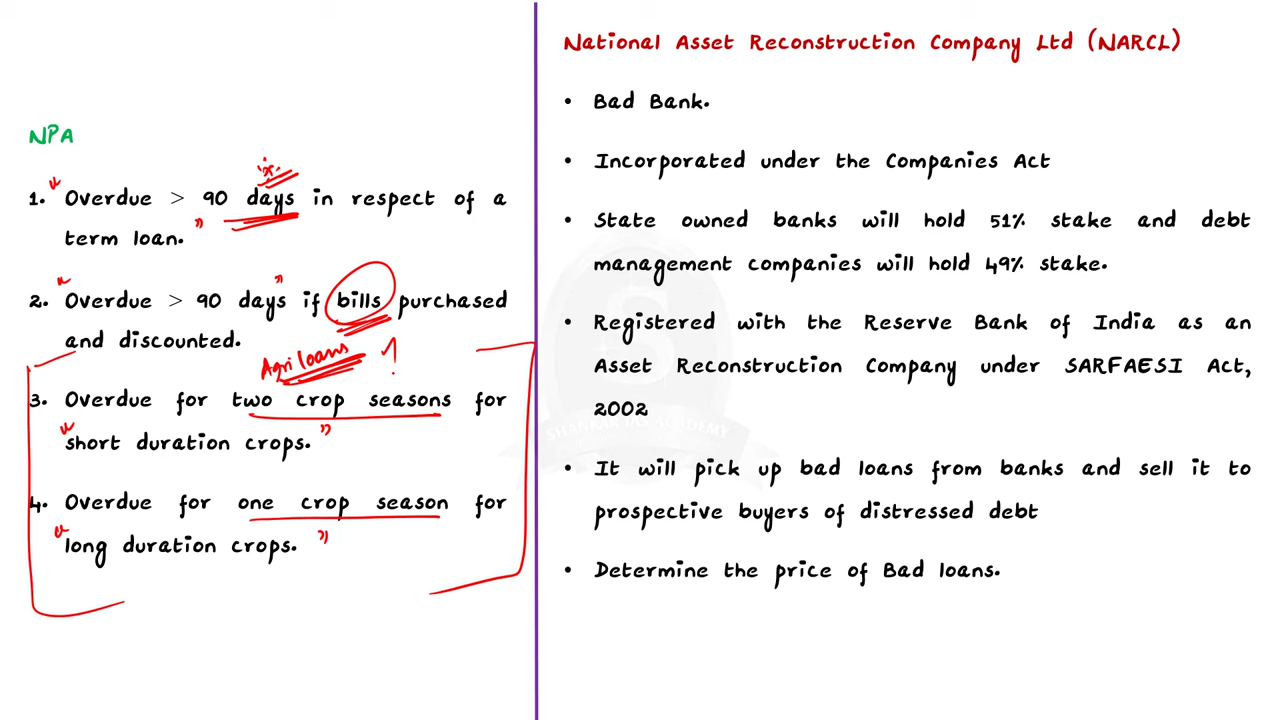 NPA
1. Overdue > 90 days in respect of a
term loan.
2. Overdue > 90 days if bills purchased
and discounted.
Agri loans
3. Overdue for two crop seasons for
short duration crops.
4. Overdue for one crop season for
long duration crops.
National Asset Reconstruction Company Ltd (NARCL)
• Bad Bank.
• Incorporated under the Companies Act
• State owned banks will hold 51% stake and debt
management companies will hold 49% stake.
• Registered with the Reserve Bank of India as an
Asset Reconstruction Company under SARFAESI Act,
2002
SHANKAR IAS ACADEMY
• It will pick up bad loans from banks and sell it to
prospective buyers of distressed debt
• Determine the price of Bad loans.